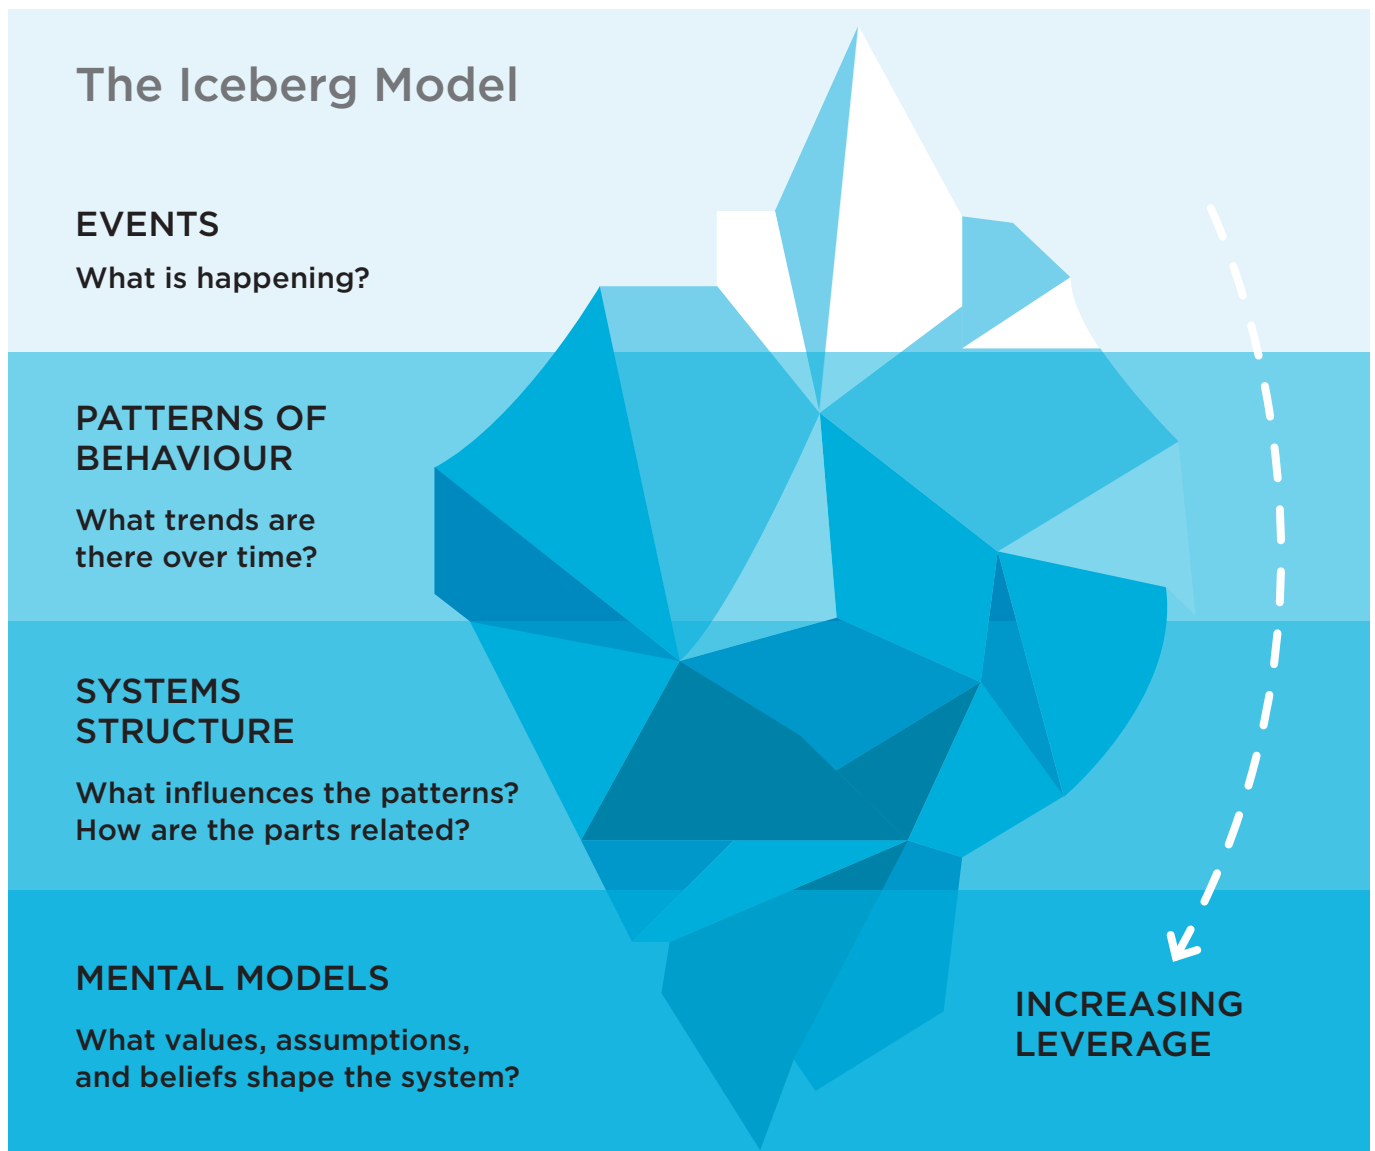 The Iceberg Model
EVENTS
What is happening?
PATTERNS OF
BEHAVIOUR
What trends are
there over time?
SYSTEMS
STRUCTURE
What influences the patterns?
How are the parts related?
MENTAL MODELS
What values, assumptions,
and beliefs shape the system?
INCREASING
LEVERAGE